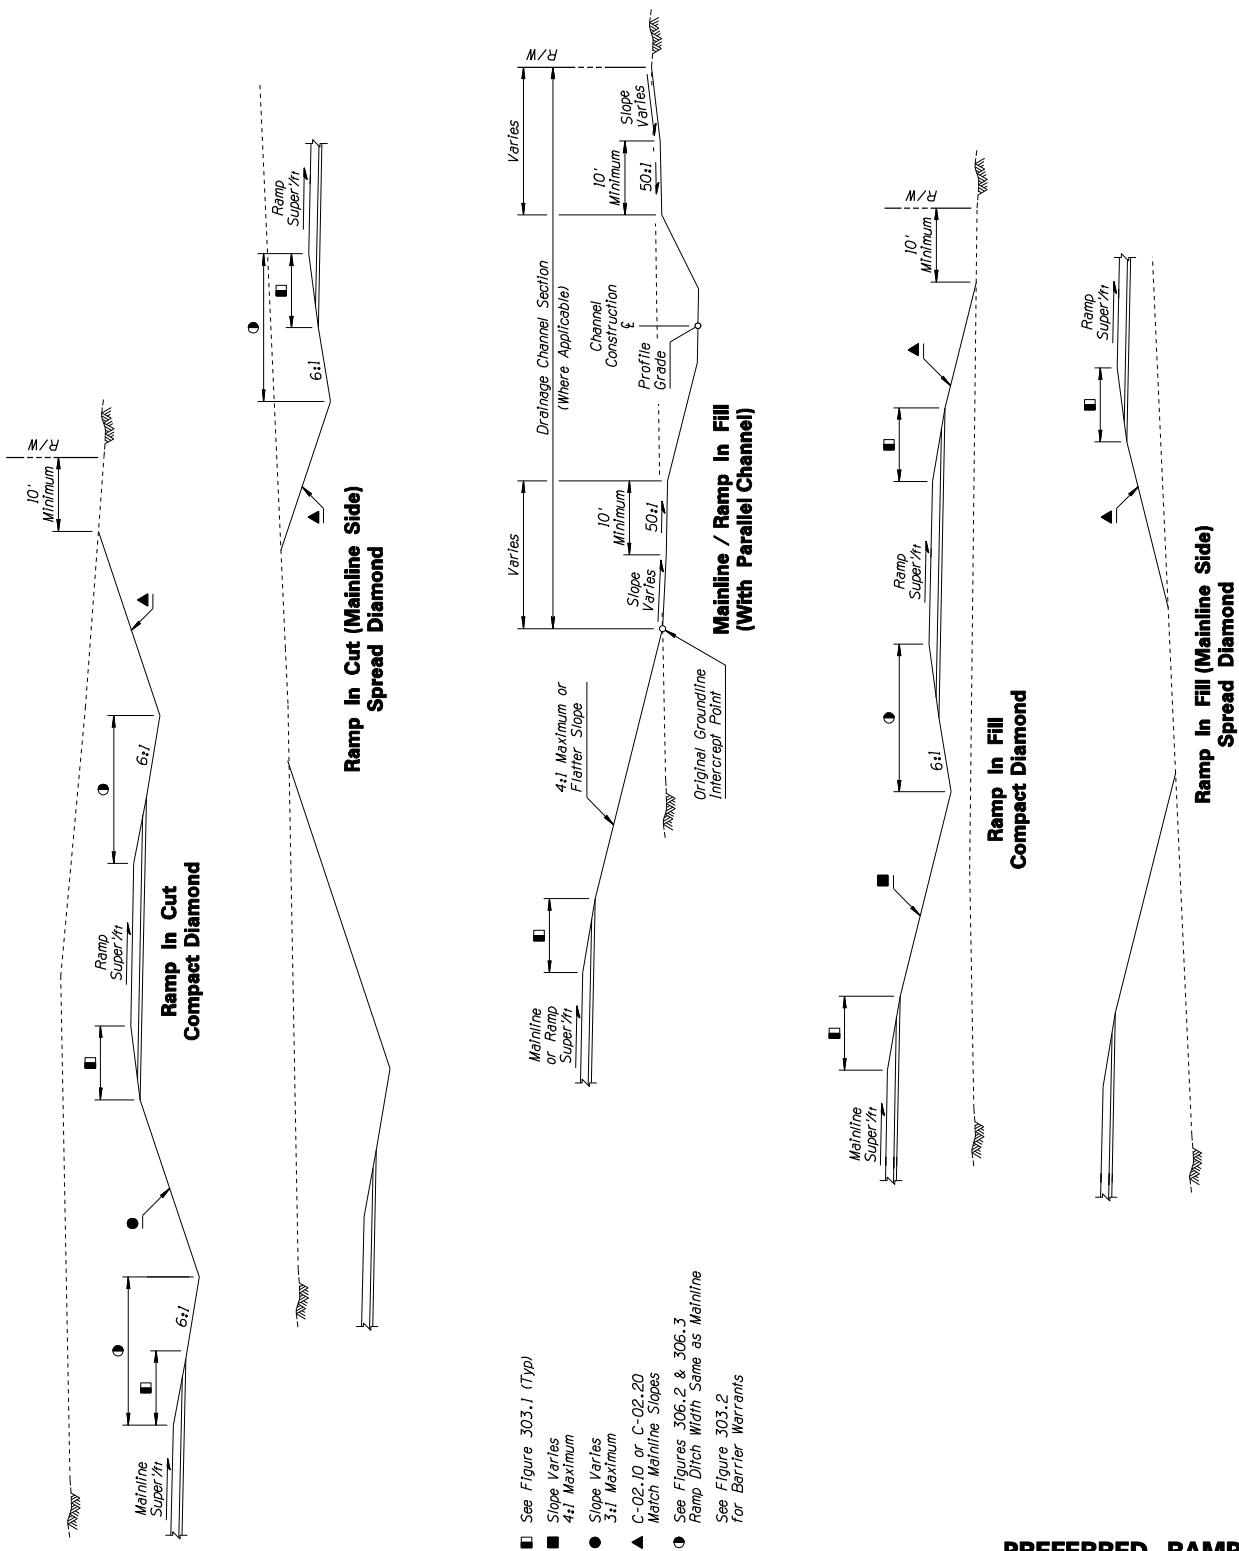 Mainline
Super'/ft
6:1
Ramp
Super'/ft
6:1
10'
Minimum
R/W
Ramp In Cut
Compact Diamond
6:1
Ramp
Super'/ft
Ramp In Cut (Mainline Side)
Spread Diamond
See Figure 303.1 (Typ)
Slope Varies
4:1 Maximum
Slope Varies
3:1 Maximum
C-02.10 or C-02.20
Match Mainline Slopes
See Figures 306.2 & 306.3
Ramp Ditch Width Same as Mainline
See Figure 303.2
for Barrier Warrants
Mainline
or Ramp
Super'/ft
4:1 Maximum or
Flatter Slope
Original Groundline
Intercept Point
Varies
Slope
Varies
10'
Minimum
50:1
Drainage Channel Section
(Where Applicable)
Channel
Construction
℄
Profile
Grade
Varies
10'
Minimum
50:1
Slope
Varies
R/W
Mainline / Ramp In Fill
(With Parallel Channel)
Mainline
Super'/ft
6:1
Ramp
Super'/ft
10'
Minimum
R/W
Ramp In Fill
Compact Diamond
Ramp
Super'/ft
Ramp In Fill (Mainline Side)
Spread Diamond
PREFERRED RAMP